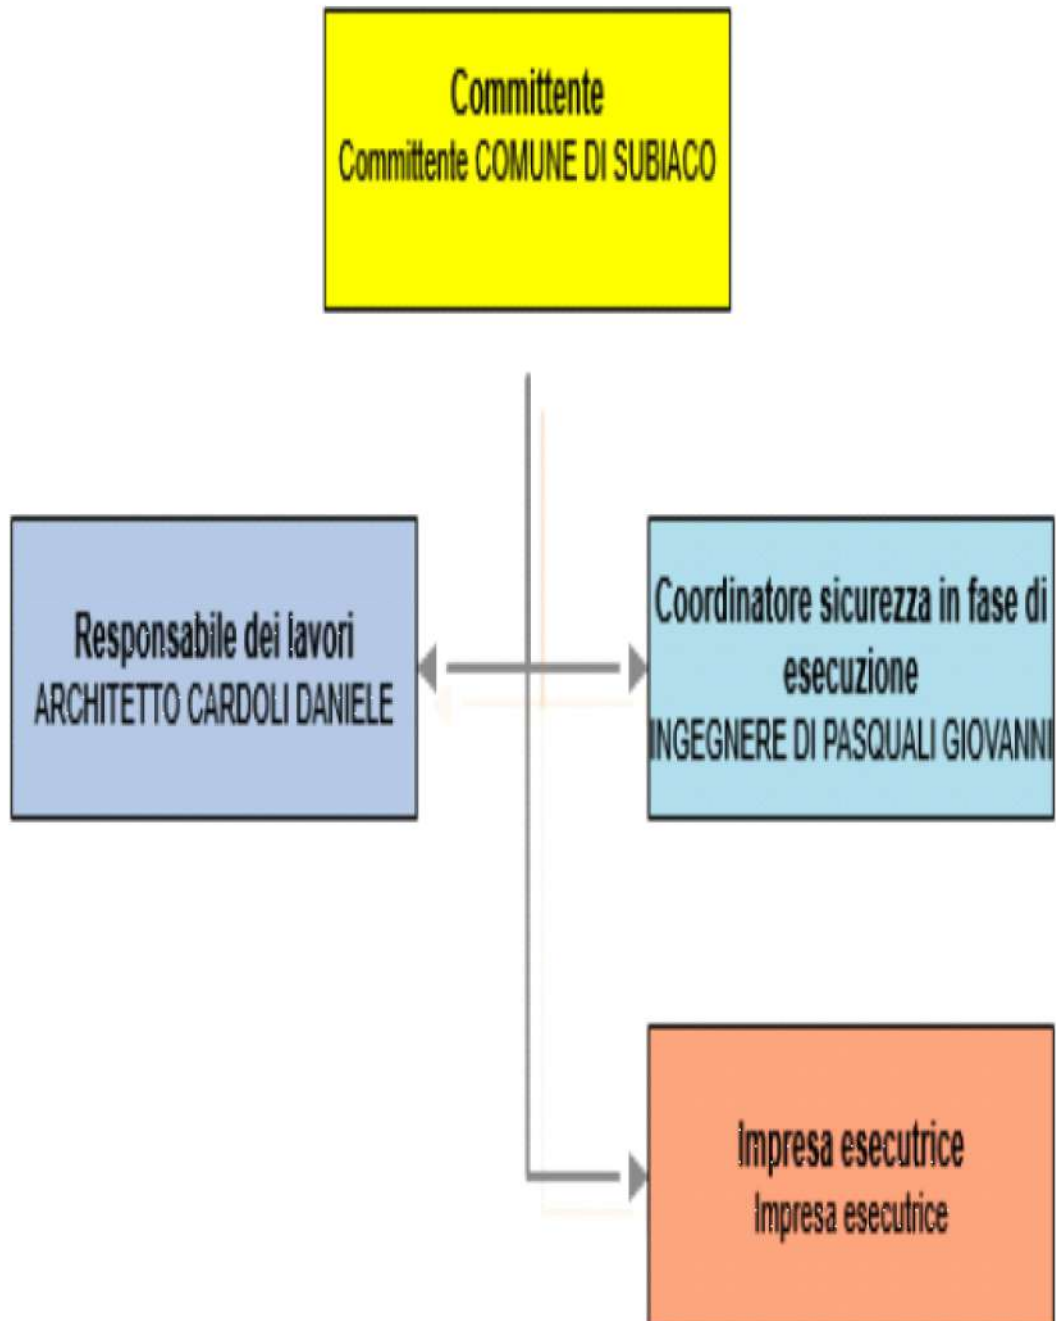 Committente
Committente COMUNE DI SUBIACO
Responsabile dei lavori
ARCHITETTO CARDOLI DANIELE
Coordinatore sicurezza in fase di
esecuzione
INGEGNERE DI PASQUALI GIOVANNI
Impresa esecutrice
Impresa esecutrice